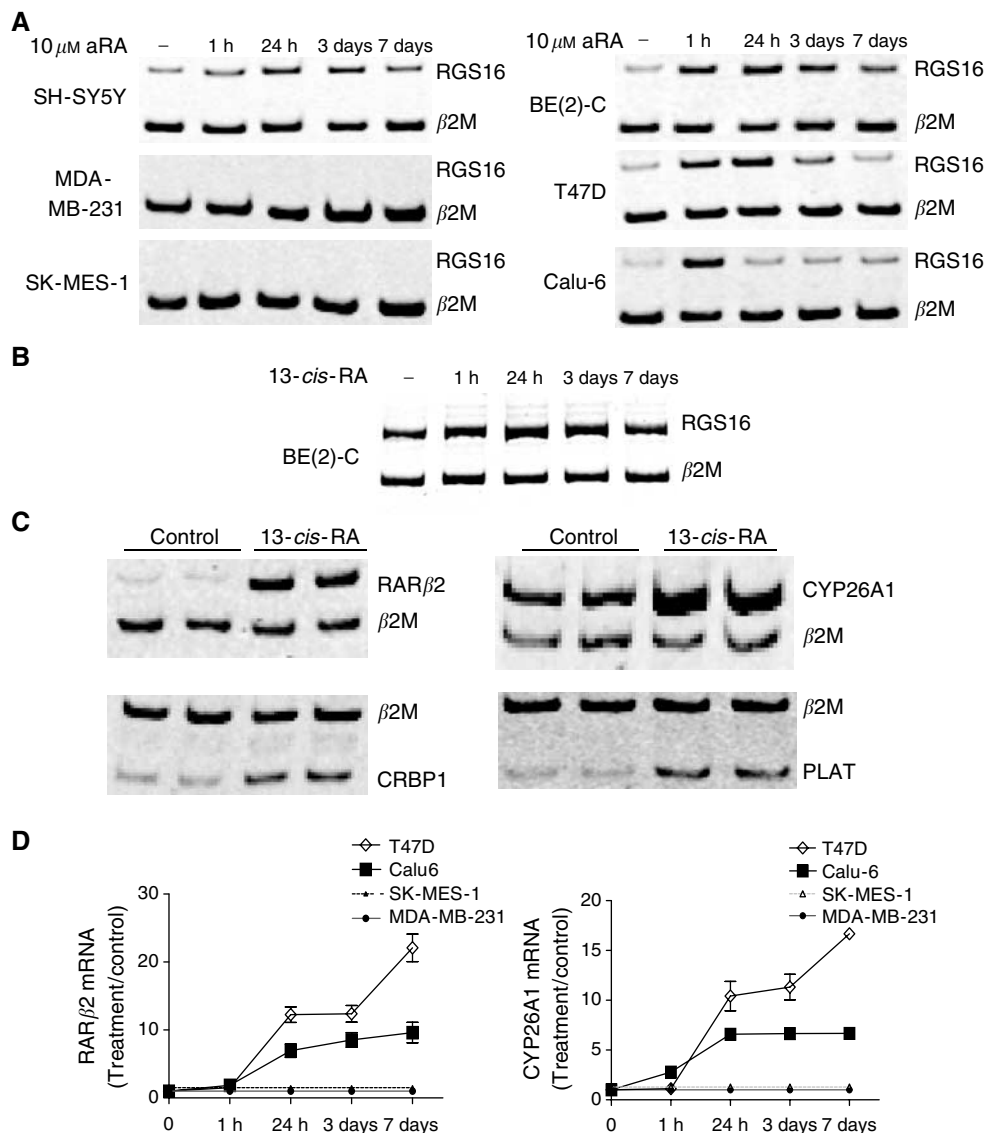 A
10 μM aRA – 1 h 24 h 3 days 7 days
SH-SY5Y
RGS16
β2M
MDA-
MB-231
RGS16
β2M
SK-MES-1
RGS16
β2M
10 μM aRA – 1 h 24 h 3 days 7 days
BE(2)-C
RGS16
β2M
T47D
RGS16
β2M
Calu-6
RGS16
β2M
B
13-cis-RA – 1 h 24 h 3 days 7 days
BE(2)-C
RGS16
β2M
C
Control 13-cis-RA
RARβ2
β2M
β2M
CRBP1
Control 13-cis-RA
CYP26A1
β2M
β2M
PLAT
D
T47D
Calu6
SK-MES-1
MDA-MB-231
RARβ2 mRNA
(Treatment/control)
30
20
10
0
0 1 h 24 h 3 days 7 days
T47D
Calu-6
SK-MES-1
MDA-MB-231
CYP26A1 mRNA
(Treatment/control)
20
15
10
5
0
0 1 h 24 h 3 days 7 days